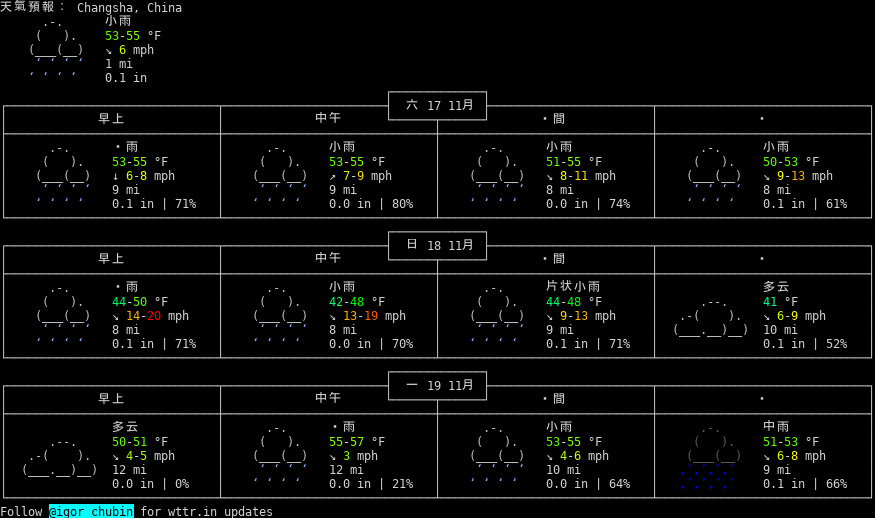 天氣預報： Changsha, China
小雨
53-55 °F
↘ 6 mph
1 mi
0.1 in
六 17 11月
早上 中午 ・間 ・
・雨 小雨 小雨 小雨
53-55 °F 53-55 °F 51-55 °F 50-53 °F
↓ 6-8 mph ↗ 7-9 mph ↘ 8-11 mph ↘ 9-13 mph
9 mi 9 mi 8 mi 8 mi
0.1 in | 71% 0.0 in | 80% 0.0 in | 74% 0.1 in | 61%
日 18 11月
早上 中午 ・間 ・
・雨 小雨 片状小雨 多云
44-50 °F 42-48 °F 44-48 °F 41 °F
↘ 14-20 mph ↘ 13-19 mph ↘ 9-13 mph ↘ 6-9 mph
8 mi 8 mi 9 mi 10 mi
0.1 in | 71% 0.0 in | 70% 0.1 in | 71% 0.1 in | 52%
一 19 11月
早上 中午 ・間 ・
多云 ・雨 小雨 中雨
50-51 °F 55-57 °F 53-55 °F 51-53 °F
↘ 4-5 mph ↘ 3 mph ↘ 4-6 mph ↘ 6-8 mph
12 mi 12 mi 10 mi 9 mi
0.0 in | 0% 0.0 in | 21% 0.0 in | 64% 0.1 in | 66%
Follow @igor_chubin for wttr.in updates